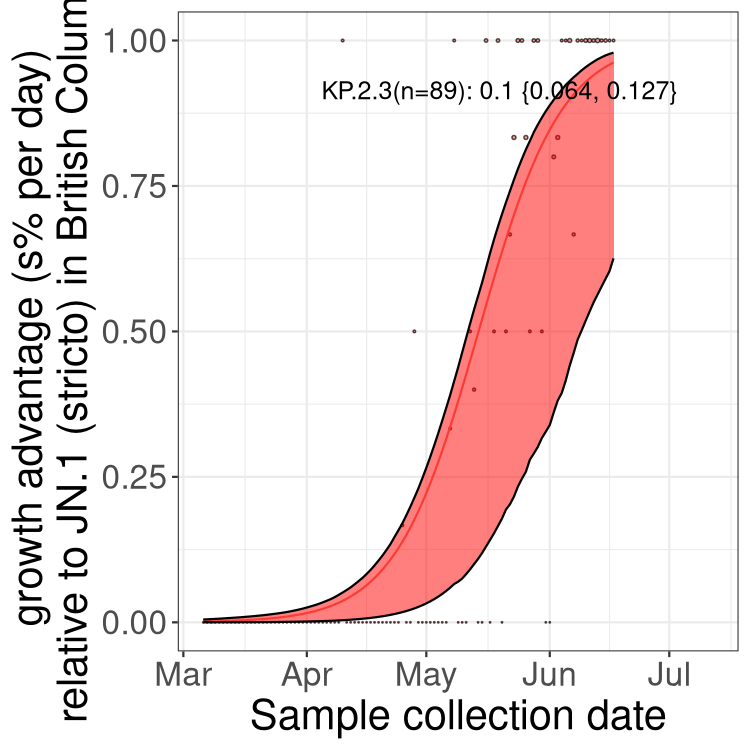 growth advantage (s% per day)
relative to JN.1 (stricto) in British Colum
1.00
0.75
0.50
0.25
0.00
KP.2.3(n=89): 0.1 {0.064, 0.127}
Mar Apr May Jun Jul
Sample collection date